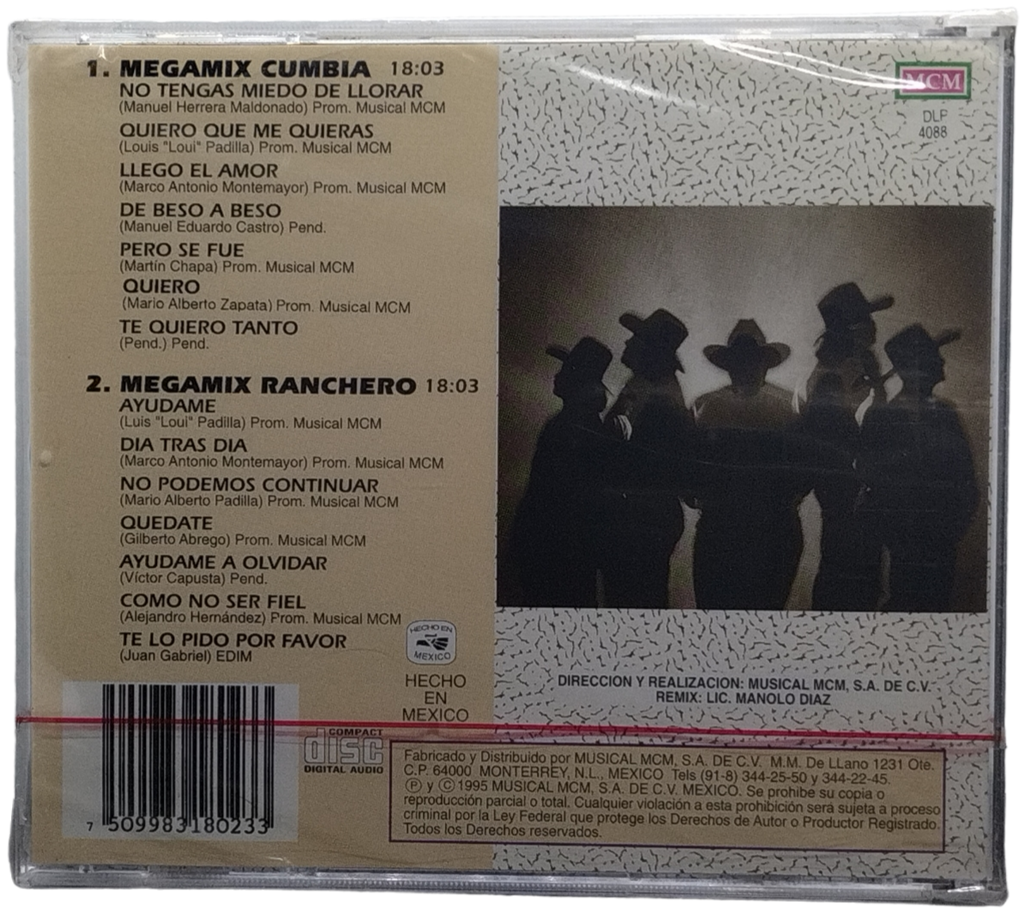 1. MEGAMIX CUMBIA 18:03
NO TENGAS MIEDO DE LLORAR
(Manuel Herrera Maldonado) Prom. Musical MCM
QUIERO QUE ME QUIERAS
(Louis "Loui" Padilla) Prom. Musical MCM
LLEGO EL AMOR
(Marco Antonio Montemayor) Prom. Musical MCM
DE BESO A BESO
(Manuel Eduardo Castro) Pend.
PERO SE FUE
(Martín Chapa) Prom. Musical MCM
QUIERO
(Mario Alberto Zapata) Prom. Musical MCM
TE QUIERO TANTO
(Pend.) Pend.
2. MEGAMIX RANCHERO 18:03
AYUDAME
(Luis "Loui" Padilla) Prom. Musical MCM
DIA TRAS DIA
(Marco Antonio Montemayor) Prom. Musical MCM
NO PODEMOS CONTINUAR
(Mario Alberto Padilla) Prom. Musical MCM
QUEDATE
(Gilberto Abrego) Prom. Musical MCM
AYUDAME A OLVIDAR
(Víctor Capusta) Pend.
COMO NO SER FIEL
(Alejandro Hernández) Prom. Musical MCM
TE LO PIDO POR FAVOR
(Juan Gabriel) EDIM
HECHO EN
MEXICO
HECHO
EN
MEXICO
7 509983180233
COMPACT
disc
DIGITAL AUDIO
MCM
DLP
4088
DIRECCION Y REALIZACION: MUSICAL MCM, S.A. DE C.V.
REMIX: LIC. MANOLO DIAZ
Fabricado y Distribuido por MUSICAL MCM, S.A. DE C.V. M.M. De LLano 1231 Ote.
C.P. 64000 MONTERREY, N.L., MEXICO Tels (91-8) 344-25-50 y 344-22-45.
Ⓟ y © 1995 MUSICAL MCM, S.A. DE C.V. MEXICO. Se prohibe su copia o
reproducción parcial o total. Cualquier violación a esta prohibición será sujeta a proceso
criminal por la Ley Federal que protege los Derechos de Autor o Productor Registrado.
Todos los Derechos reservados.